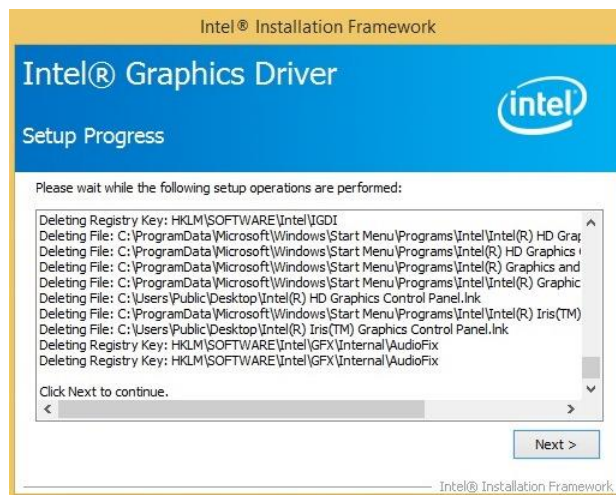 Intel® Installation Framework
Intel® Graphics Driver
intel
Setup Progress
Please wait while the following setup operations are performed:
Deleting Registry Key: HKLM\SOFTWARE\Intel\IGDI
Deleting File: C:\ProgramData\Microsoft\Windows\Start Menu\Programs\Intel\Intel(R) HD Grap
Deleting File: C:\ProgramData\Microsoft\Windows\Start Menu\Programs\Intel(R) HD Graphics
Deleting File: C:\ProgramData\Microsoft\Windows\Start Menu\Programs\Intel(R) Graphics and
Deleting File: C:\ProgramData\Microsoft\Windows\Start Menu\Programs\Intel\Intel(R) Graphic
Deleting File: C:\Users\Public\Desktop\Intel(R) HD Graphics Control Panel.lnk
Deleting File: C:\ProgramData\Microsoft\Windows\Start Menu\Programs\Intel\Intel(R) Iris(TM)
Deleting File: C:\Users\Public\Desktop\Intel(R) Iris(TM) Graphics Control Panel.lnk
Deleting Registry Key: HKLM\SOFTWARE\Intel\GFX\Internal\AudioFix
Deleting Registry Key: HKLM\SOFTWARE\Intel\GFX\Internal\AudioFix
Click Next to continue.
Next >
Intel® Installation Framework